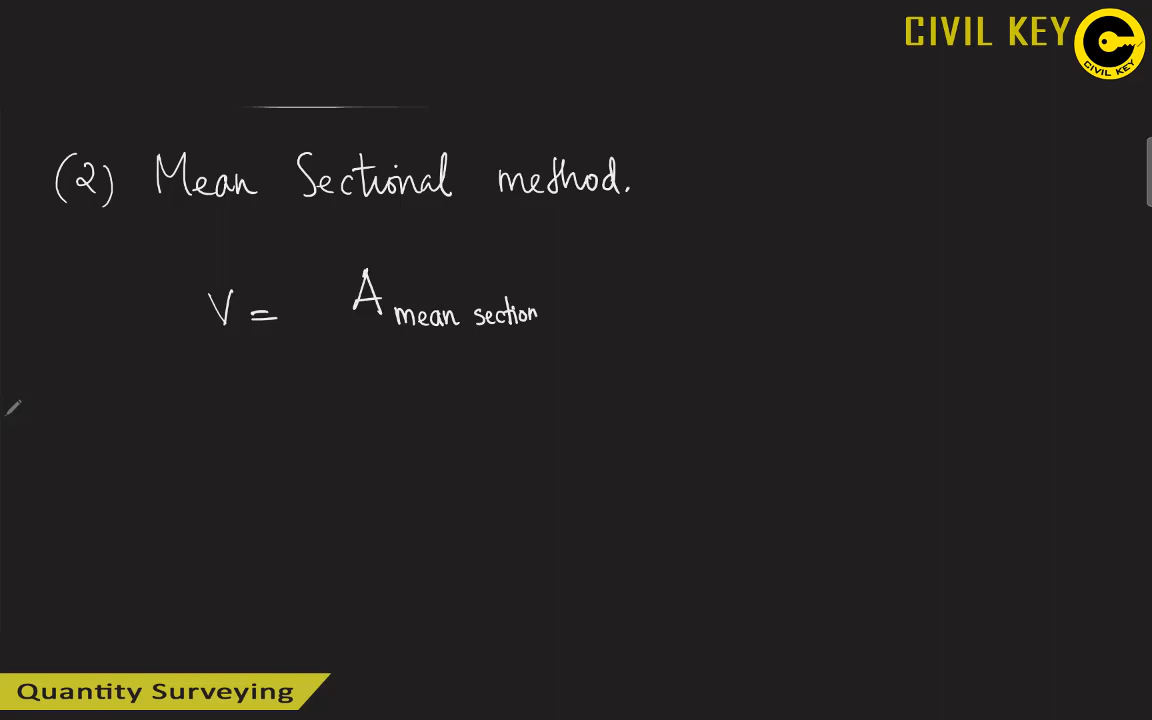 CIVIL KEY
CIVIL KEY
(2) Mean Sectional method.
V = A mean section
Quantity Surveying